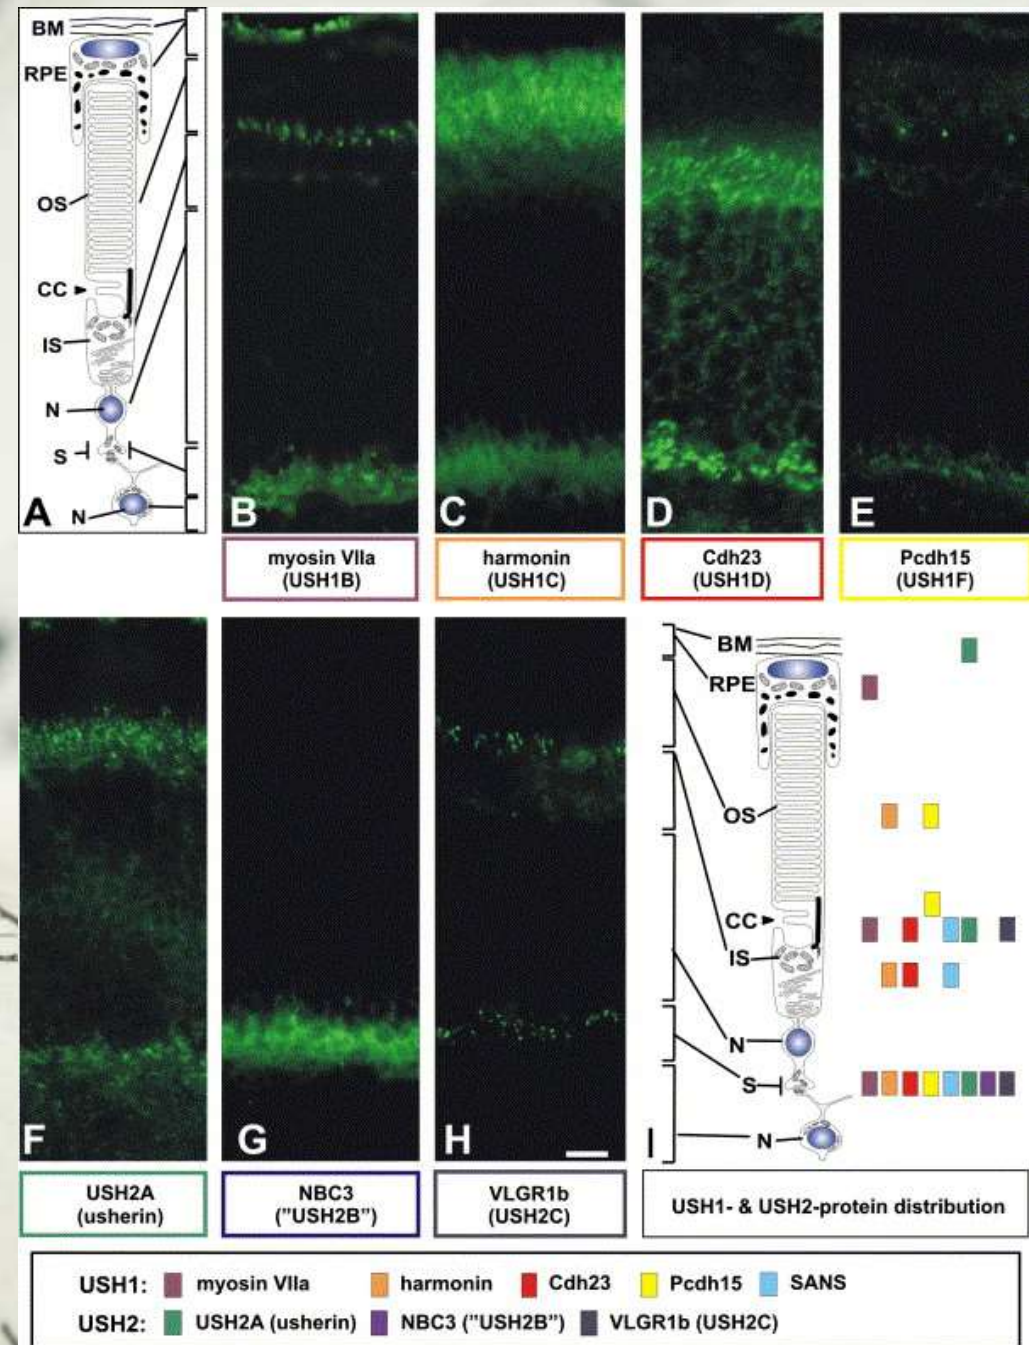 BM
RPE
OS
CC
IS
N
S
N
A
B
C
D
E
myosin VIIa
(USH1B)
harmonin
(USH1C)
Cdh23
(USH1D)
Pcdh15
(USH1F)
BM
RPE
OS
CC
IS
N
S
N
F
G
H
I
USH2A
(usherin)
NBC3
("USH2B")
VLGR1b
(USH2C)
USH1- & USH2-protein distribution
USH1: myosin VIIa harmonin Cdh23 Pcdh15 SANS
USH2: USH2A (usherin) NBC3 ("USH2B") VLGR1b (USH2C)